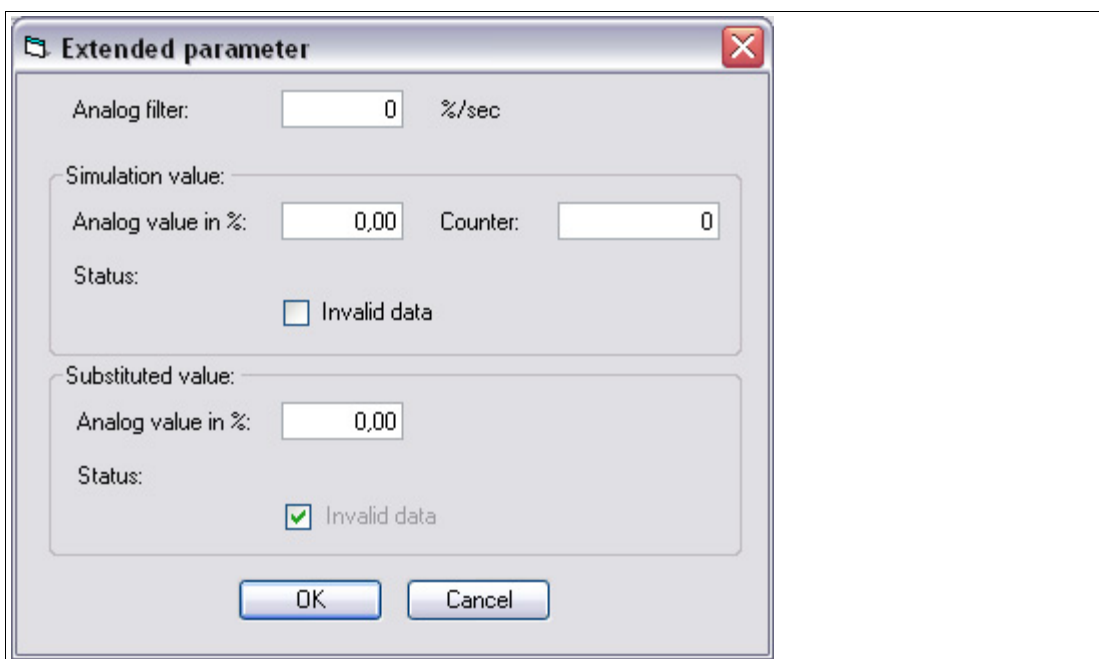 Extended parameter
Analog filter: 0 %/sec
Simulation value:
Analog value in %: 0,00 Counter: 0
Status:
Invalid data
Substituted value:
Analog value in %: 0,00
Status:
Invalid data
OK Cancel